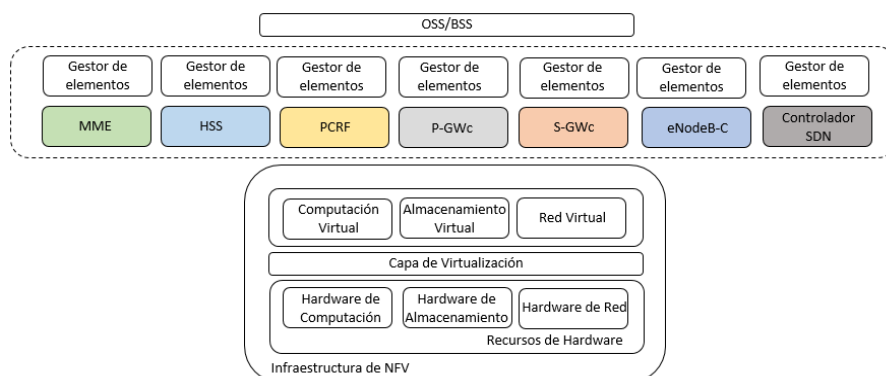 OSS/BSS
Gestor de elementos
Gestor de elementos
Gestor de elementos
Gestor de elementos
Gestor de elementos
Gestor de elementos
Gestor de elementos
MME
HSS
PCRF
P-GWc
S-GWc
eNodeB-C
Controlador SDN
Computación Virtual
Almacenamiento Virtual
Red Virtual
Capa de Virtualización
Hardware de Computación
Hardware de Almacenamiento
Hardware de Red
Recursos de Hardware
Infraestructura de NFV